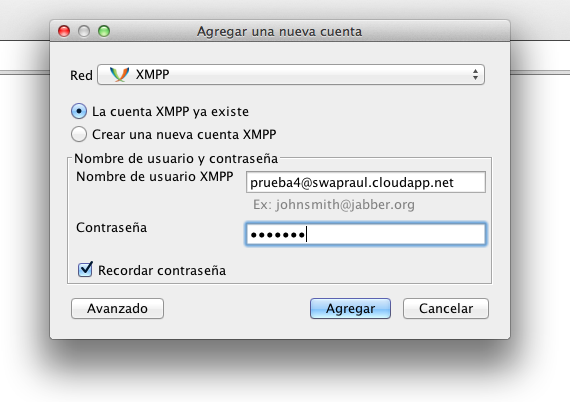 Agregar una nueva cuenta
Red XMPP
La cuenta XMPP ya existe
Crear una nueva cuenta XMPP
Nombre de usuario y contraseña
Nombre de usuario XMPP prueba4@swapraul.cloudapp.net
Ex: johnsmith@jabber.org
Contraseña •••••••
Recordar contraseña
Avanzado Agregar Cancelar